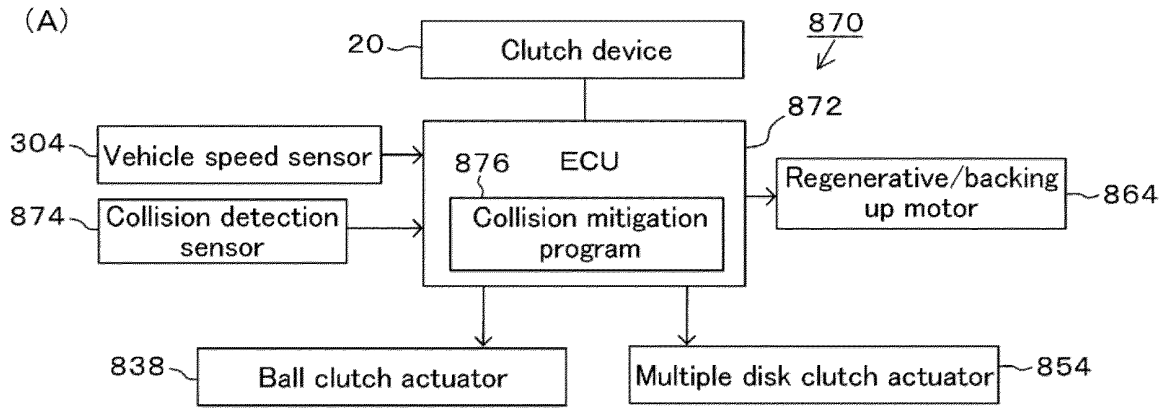 (A)
870
20
Clutch device
872
304
Vehicle speed sensor
876
ECU
Regenerative/backing
up motor
864
874
Collision detection
sensor
Collision mitigation
program
838
Ball clutch actuator
Multiple disk clutch actuator
854